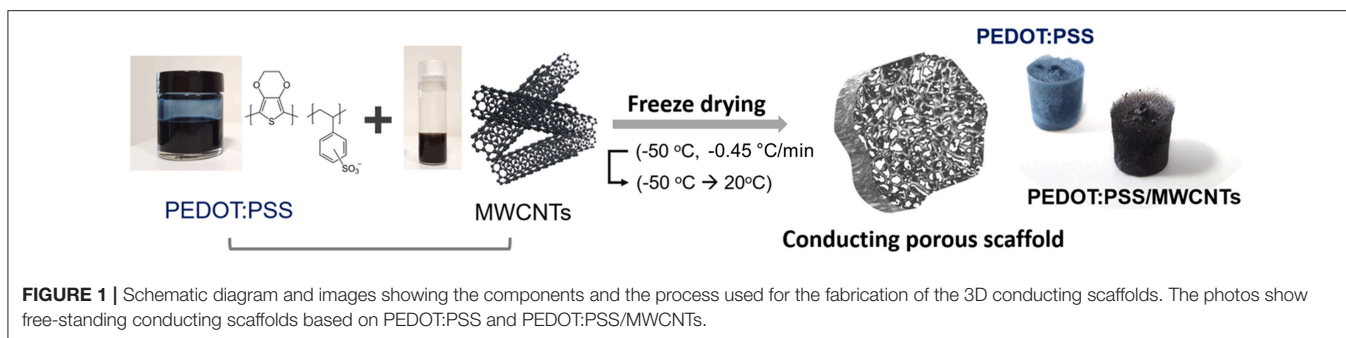 PEDOT:PSS
O O
S
SO₃⁻
+
PEDOT:PSS
MWCNTs
Freeze drying
(-50 °C, -0.45 °C/min
(-50 °C → 20°C)
PEDOT:PSS/MWCNTs
Conducting porous scaffold
FIGURE 1 | Schematic diagram and images showing the components and the process used for the fabrication of the 3D conducting scaffolds. The photos show
free-standing conducting scaffolds based on PEDOT:PSS and PEDOT:PSS/MWCNTs.